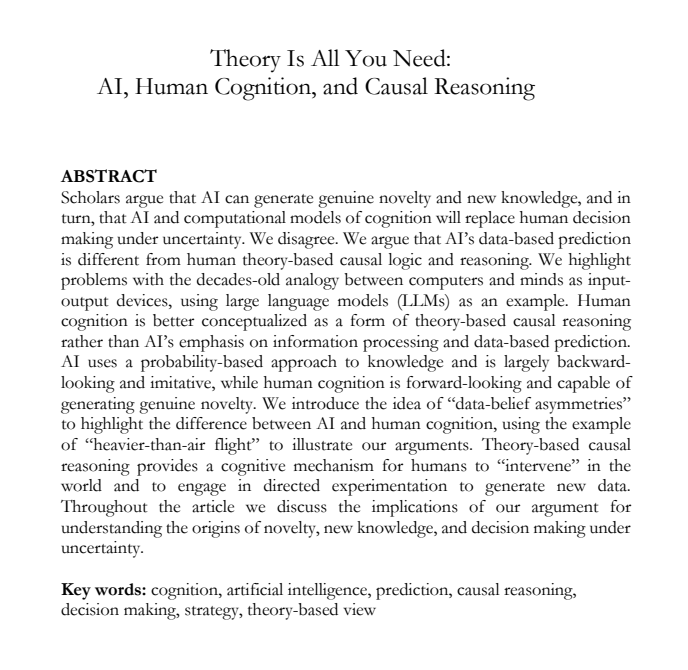 Theory Is All You Need:
AI, Human Cognition, and Causal Reasoning
ABSTRACT
Scholars argue that AI can generate genuine novelty and new knowledge, and in
turn, that AI and computational models of cognition will replace human decision
making under uncertainty. We disagree. We argue that AI’s data-based prediction
is different from human theory-based causal logic and reasoning. We highlight
problems with the decades-old analogy between computers and minds as input-
output devices, using large language models (LLMs) as an example. Human
cognition is better conceptualized as a form of theory-based causal reasoning
rather than AI’s emphasis on information processing and data-based prediction.
AI uses a probability-based approach to knowledge and is largely backward-
looking and imitative, while human cognition is forward-looking and capable of
generating genuine novelty. We introduce the idea of “data-belief asymmetries”
to highlight the difference between AI and human cognition, using the example
of “heavier-than-air flight” to illustrate our arguments. Theory-based causal
reasoning provides a cognitive mechanism for humans to “intervene” in the
world and to engage in directed experimentation to generate new data.
Throughout the article we discuss the implications of our argument for
understanding the origins of novelty, new knowledge, and decision making under
uncertainty.
Key words: cognition, artificial intelligence, prediction, causal reasoning,
decision making, strategy, theory-based view